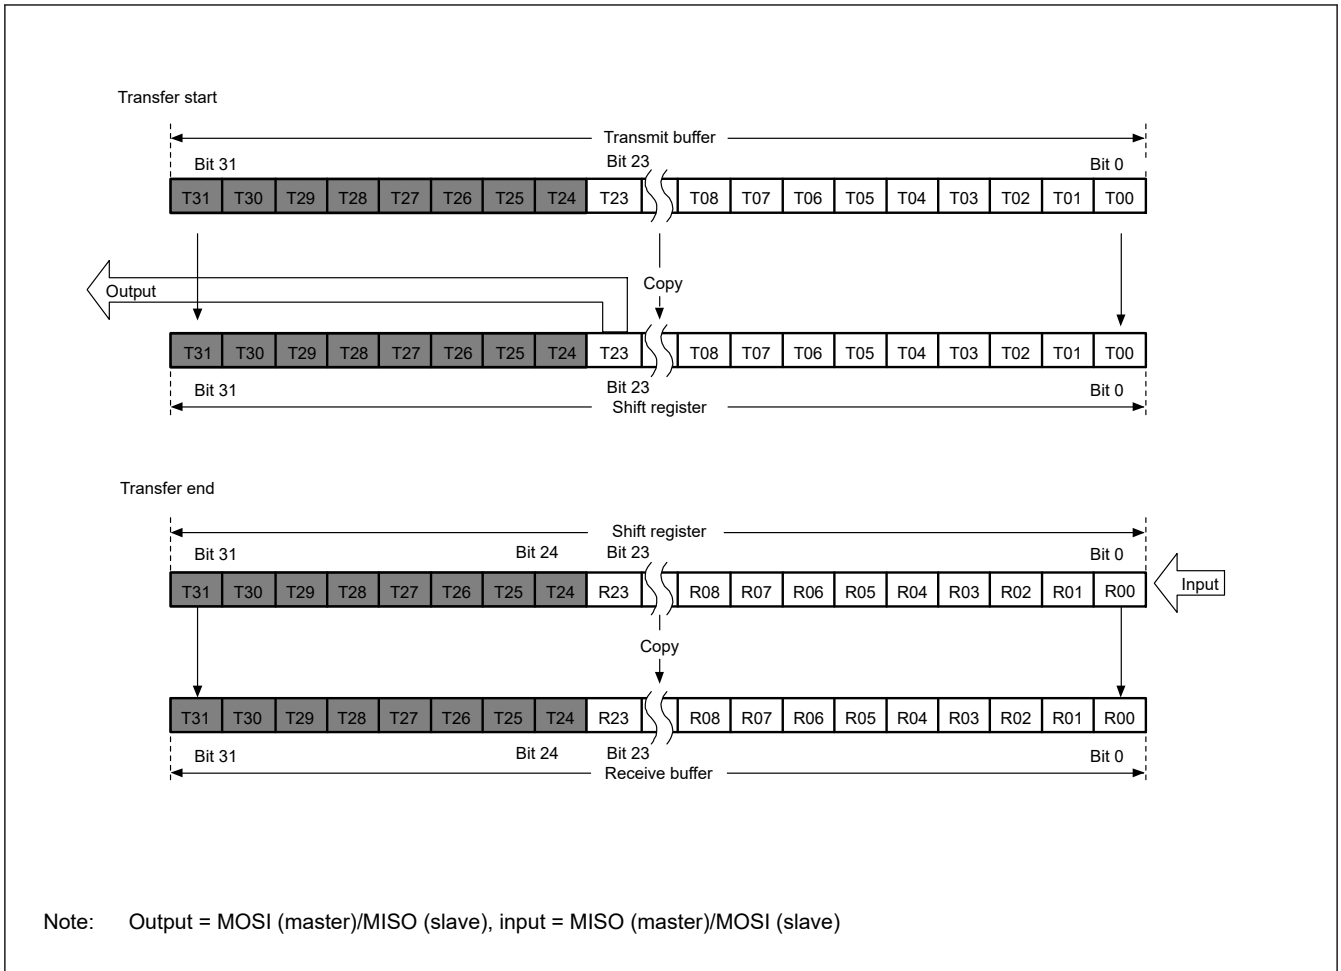 Transfer start
Transmit buffer
Bit 31 Bit 23 Bit 0
T31 T30 T29 T28 T27 T26 T25 T24 T23 T08 T07 T06 T05 T04 T03 T02 T01 T00
Copy
Output
T31 T30 T29 T28 T27 T26 T25 T24 T23 T08 T07 T06 T05 T04 T03 T02 T01 T00
Bit 31 Bit 23 Bit 0
Shift register
Transfer end
Shift register
Bit 31 Bit 24 Bit 23 Bit 0
T31 T30 T29 T28 T27 T26 T25 T24 R23 R08 R07 R06 R05 R04 R03 R02 R01 R00 Input
Copy
T31 T30 T29 T28 T27 T26 T25 T24 R23 R08 R07 R06 R05 R04 R03 R02 R01 R00
Bit 31 Bit 24 Bit 23 Bit 0
Receive buffer
Note: Output = MOSI (master)/MISO (slave), input = MISO (master)/MOSI (slave)